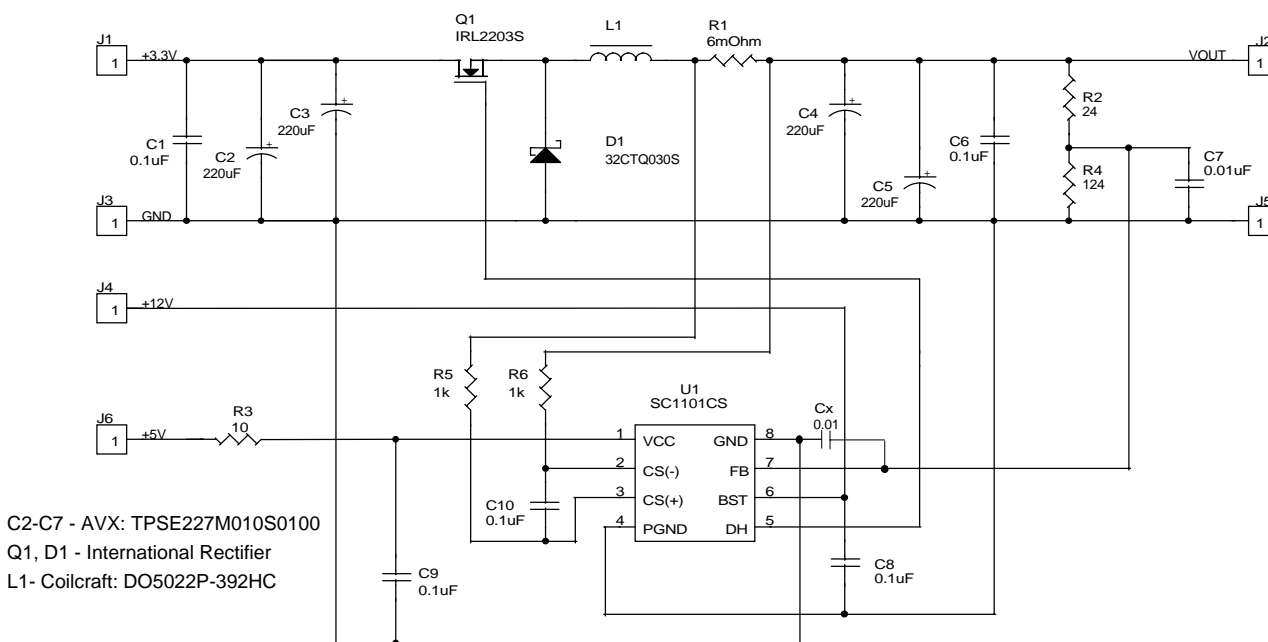 Q1
IRL2203S
L1
R1
6mOhm
J1
1
+3.3V
VOUT
J2
1
C1
0.1uF
C2
220uF
+
C3
220uF
+
D1
32CTQ030S
C4
220uF
+
C5
220uF
+
C6
0.1uF
R2
24
R4
124
C7
0.01uF
J3
1
GND
J5
1
J4
1
+12V
R5
1k
R6
1k
U1
SC1101CS
Cx
0.01
J6
1
+5V
R3
10
1
VCC
GND
8
2
CS(-)
FB
7
3
CS(+)
BST
6
4
PGND
DH
5
C10
0.1uF
C9
0.1uF
C8
0.1uF
C2-C7 - AVX: TPSE227M010S0100
Q1, D1 - International Rectifier
L1- Coilcraft: DO5022P-392HC